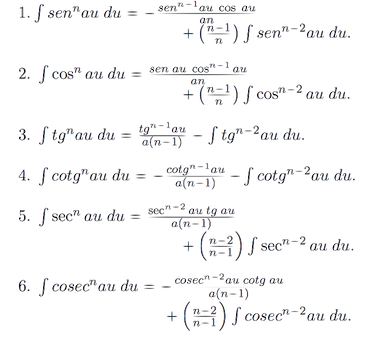 1. ∫ senⁿau du = − senⁿ⁻¹au cos au / an
+ (n−1 / n) ∫ senⁿ⁻²au du.
2. ∫ cosⁿ au du = sen au cosⁿ⁻¹ au / an
+ (n−1 / n) ∫ cosⁿ⁻² au du.
3. ∫ tgⁿau du = tgⁿ⁻¹au / a(n−1) − ∫ tgⁿ⁻²au du.
4. ∫ cotgⁿau du = − cotgⁿ⁻¹au / a(n−1) − ∫ cotgⁿ⁻²au du.
5. ∫ secⁿ au du = secⁿ⁻² au tg au / a(n−1)
+ (n−2 / n−1) ∫ secⁿ⁻² au du.
6. ∫ cosecⁿau du = − cosecⁿ⁻²au cotg au / a(n−1)
+ (n−2 / n−1) ∫ cosecⁿ⁻²au du.